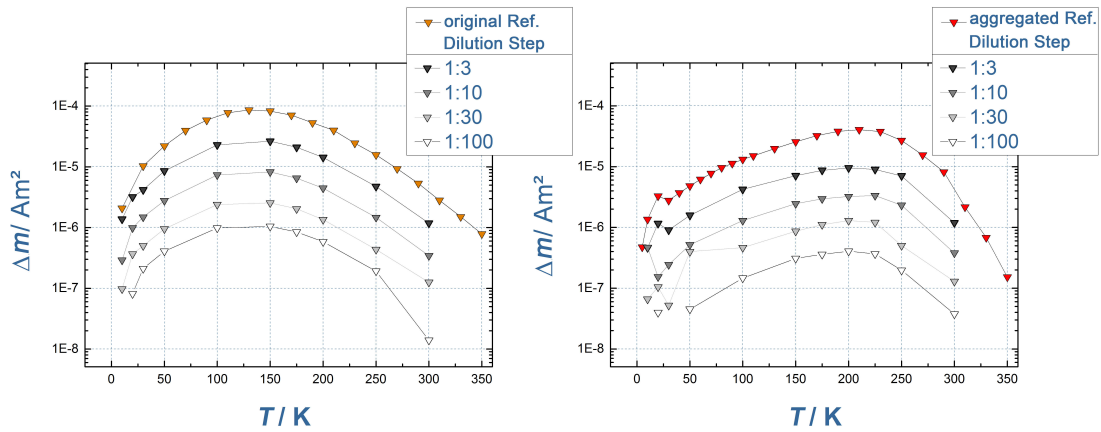 original Ref.
Dilution Step
1:3
1:10
1:30
1:100
1E-4
1E-5
1E-6
1E-7
1E-8
Δm/ Am²
0 50 100 150 200 250 300 350
T / K
aggregated Ref.
Dilution Step
1:3
1:10
1:30
1:100
1E-4
1E-5
1E-6
1E-7
1E-8
Δm/ Am²
0 50 100 150 200 250 300 350
T / K